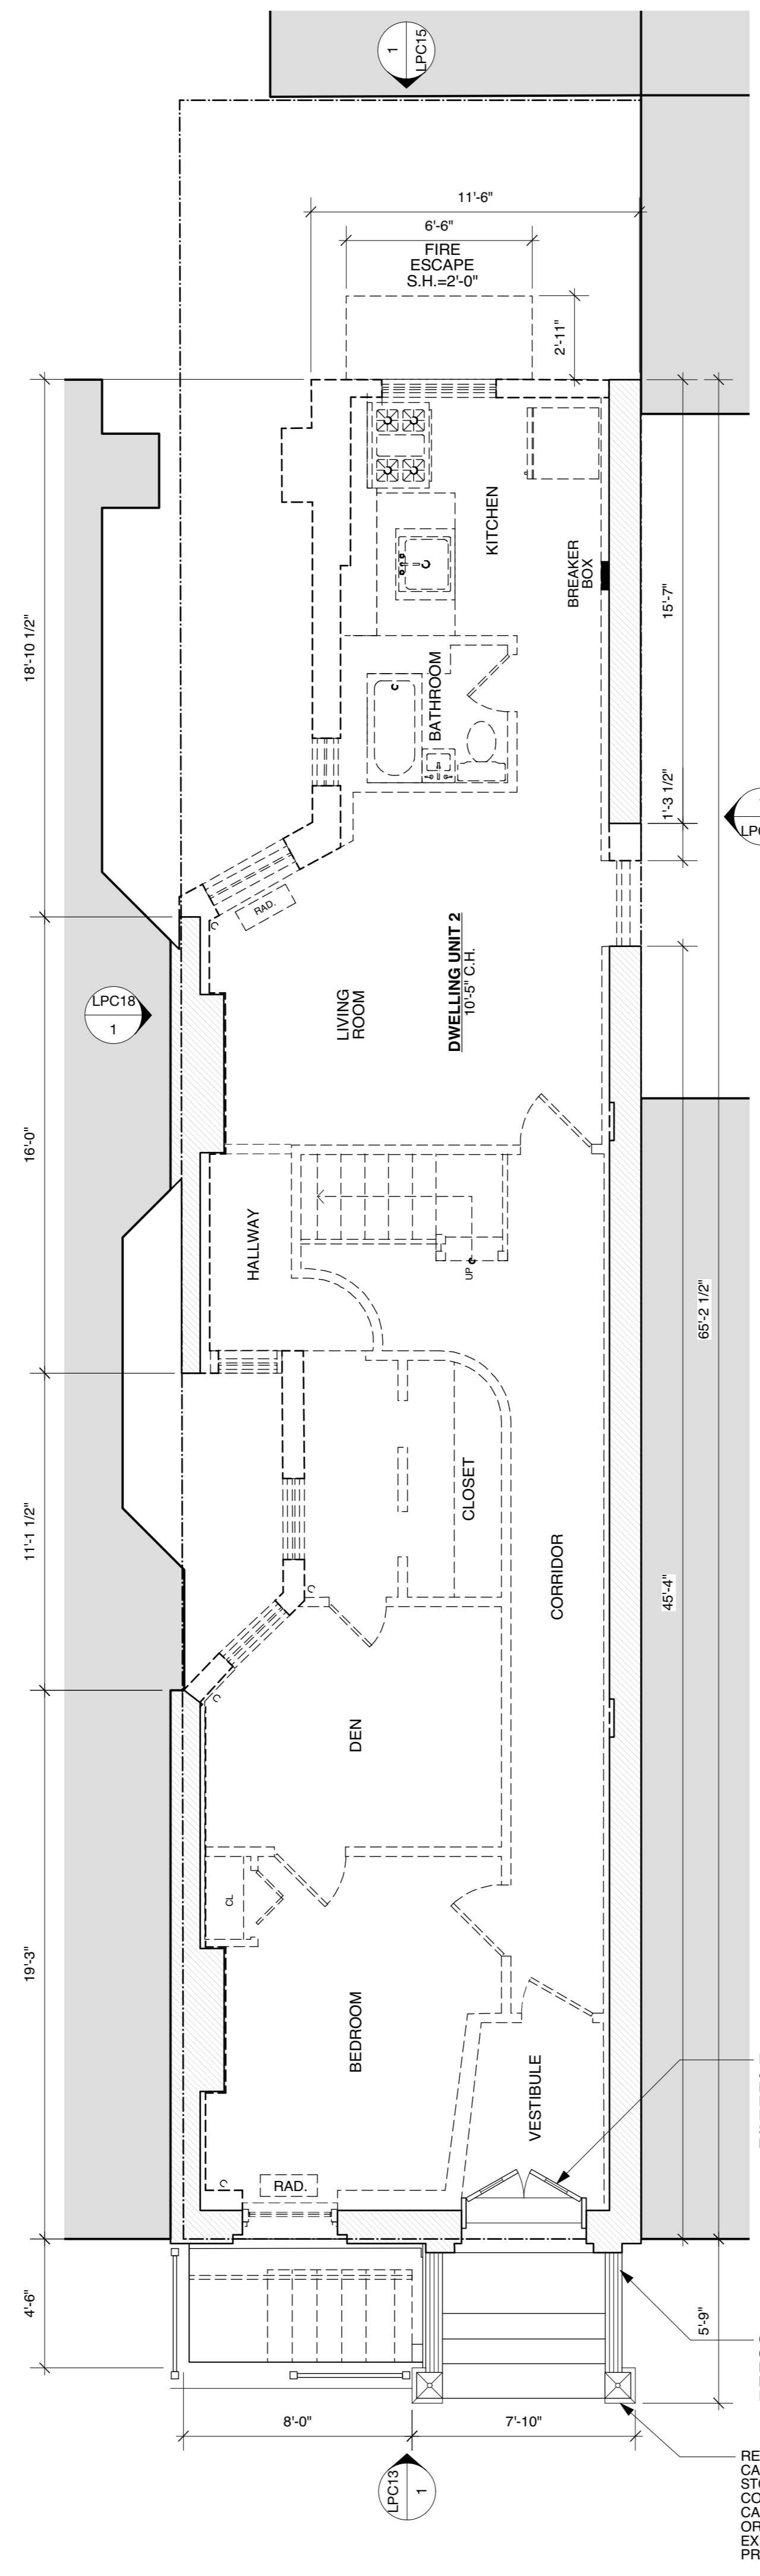 1
LPC15
11'-6"
6'-6"
FIRE
ESCAPE
S.H.=2'-0"
2'-11"
KITCHEN
BREAKER
BOX
15'-7"
18'-10 1/2"
BATHROOM
1'-3 1/2"
RAD.
C
DWELLING UNIT 2
10'-5" C.H.
LIVING
ROOM
LPC18
1
16'-0"
HALLWAY
UP
65'-2 1/2"
CLOSET
11'-1 1/2"
CORRIDOR
45'-4"
C
C
DEN
CL
19'-3"
BEDROOM
VESTIBULE
C
RAD.
4'-6"
5'-9"
8'-0"
7'-10"
LPC13
1